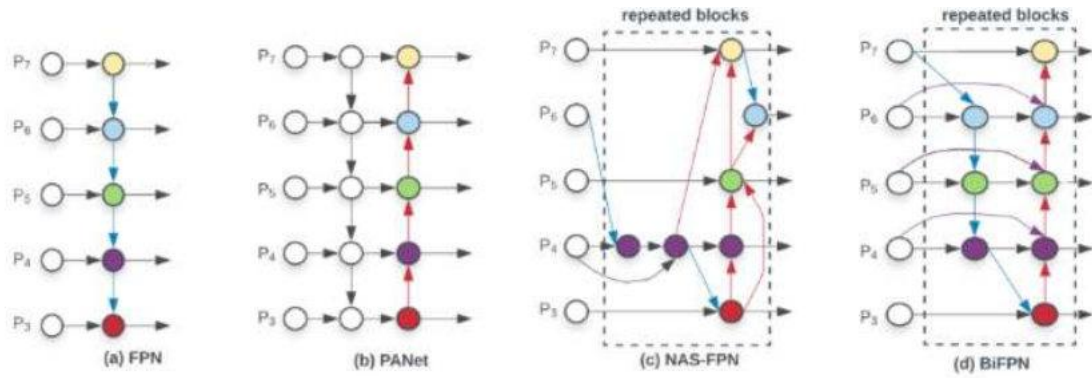 repeated blocks
repeated blocks
P7
P6
P5
P4
P3
(a) FPN
P7
P6
P5
P4
P3
(b) PANet
P7
P6
P5
P4
P3
(c) NAS-FPN
P7
P6
P5
P4
P3
(d) BiFPN